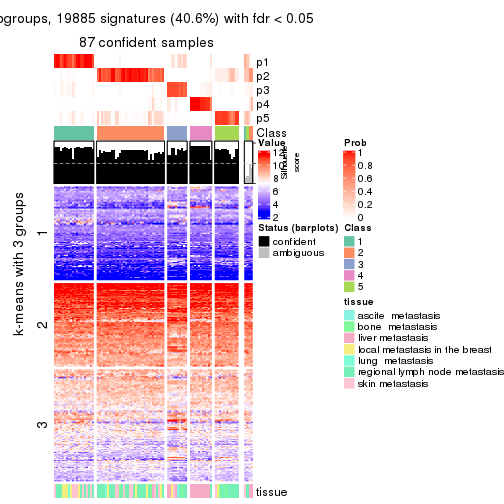 ogroups, 19885 signatures (40.6%) with fdr < 0.05
87 confident samples
p1
p2
p3
p4
p5
Class
Value
12
8
6
4
2
Silhouette
score
Prob
1
0.8
0.6
0.4
0.2
0
Status (barplots)
confident
ambiguous
Class
1
2
3
4
5
tissue
ascite metastasis
bone metastasis
liver metastasis
local metastasis in the breast
lung metastasis
regional lymph node metastasis
skin metastasis
k-means with 3 groups
1
2
3
tissue